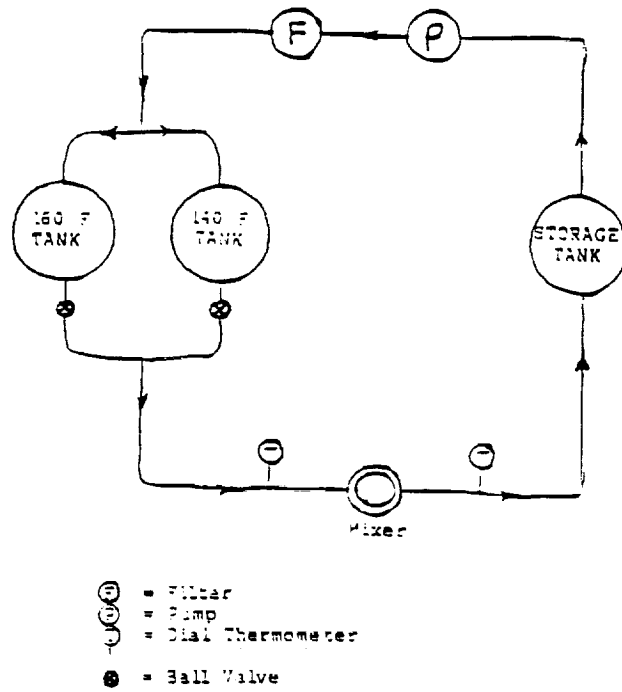 F P
160 F
TANK
140 F
TANK
STORAGE
TANK
T
T
Mixer
F = Filter
P = Pump
T = Dial Thermometer
= Ball Valve